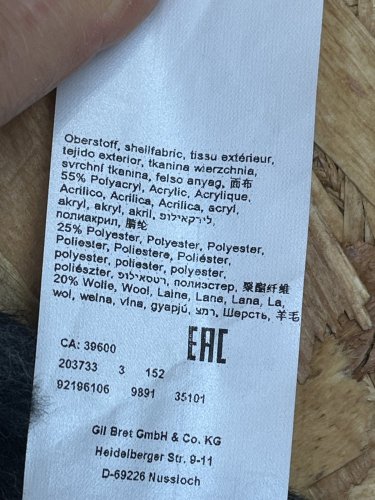 Oberstoff, shellfabric, tissu extérieur,
tejido exterior, tkanina wierzchnia,
svrchní tkanina, felso anyag, 面布
55% Polyacryl, Acrylic, Acrylique,
Acrílico, Acrilica, Acrilica, acryl,
akryl, akryl, akril, פוליקאילירי,
полиакрил, 腈纶
25% Polyester, Polyester, Polyester,
Poliester, Poliestere, Poliéster,
polyester, poliester, polyester,
poliészter, פוליאסטר, полиэстер, 聚酯纤维
20% Wolle, Wool, Laine, Lana, Lana, La,
wol, welna, vlna, gyapjú, צמר, Шерсть, 羊毛
CA: 39600
EAC
203733 3 152
92196106 9891 35101
Gil Bret GmbH & Co. KG
Heidelberger Str. 9-11
D-69226 Nussloch